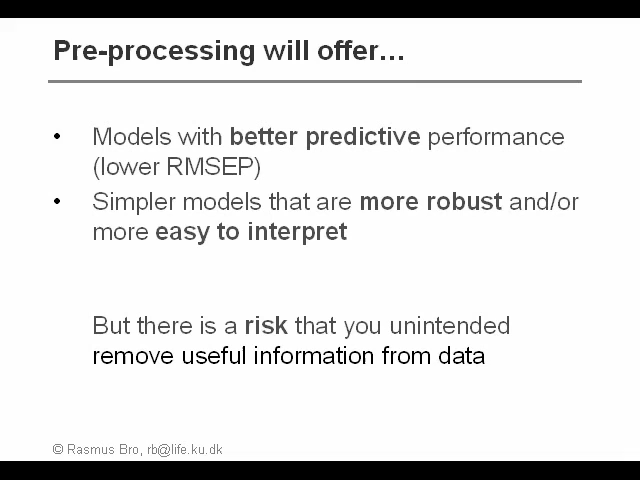 Pre-processing will offer…
• Models with better predictive performance
(lower RMSEP)
• Simpler models that are more robust and/or
more easy to interpret
But there is a risk that you unintended
remove useful information from data
© Rasmus Bro, rb@life.ku.dk